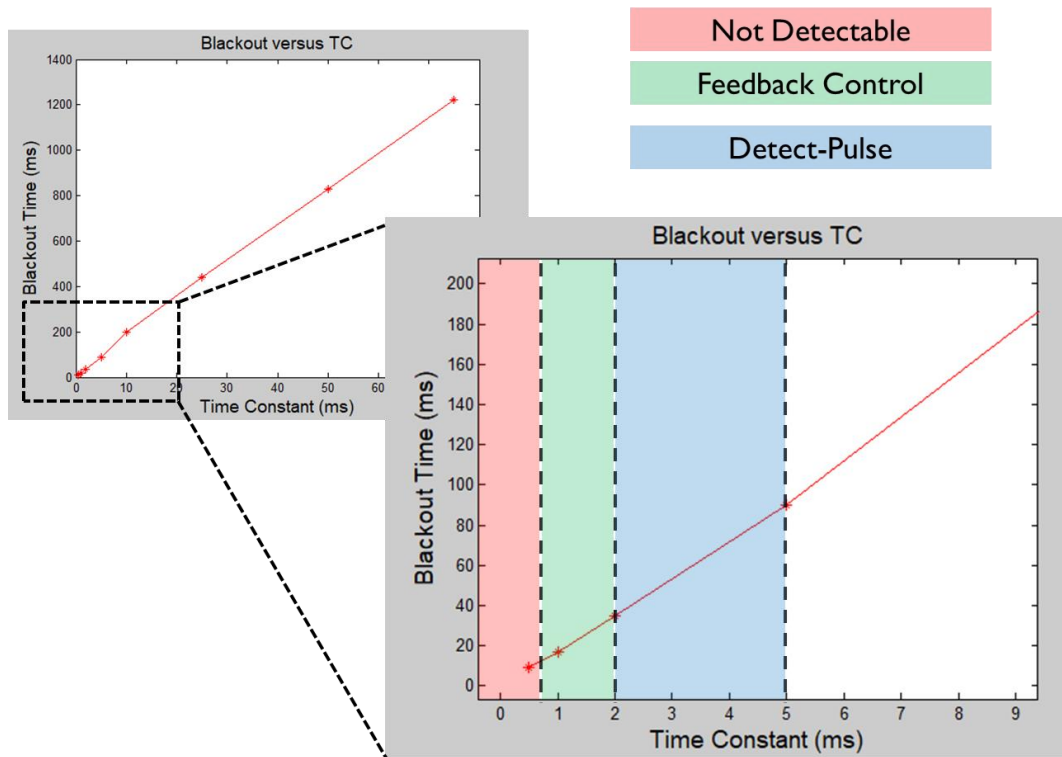 Blackout versus TC
1400
1200
1000
800
600
400
200
0
Blackout Time (ms)
0 10 20 30 40 50 60
Time Constant (ms)
Not Detectable
Feedback Control
Detect-Pulse
Blackout versus TC
200
180
160
140
120
100
80
60
40
20
0
Blackout Time (ms)
0 1 2 3 4 5 6 7 8 9
Time Constant (ms)